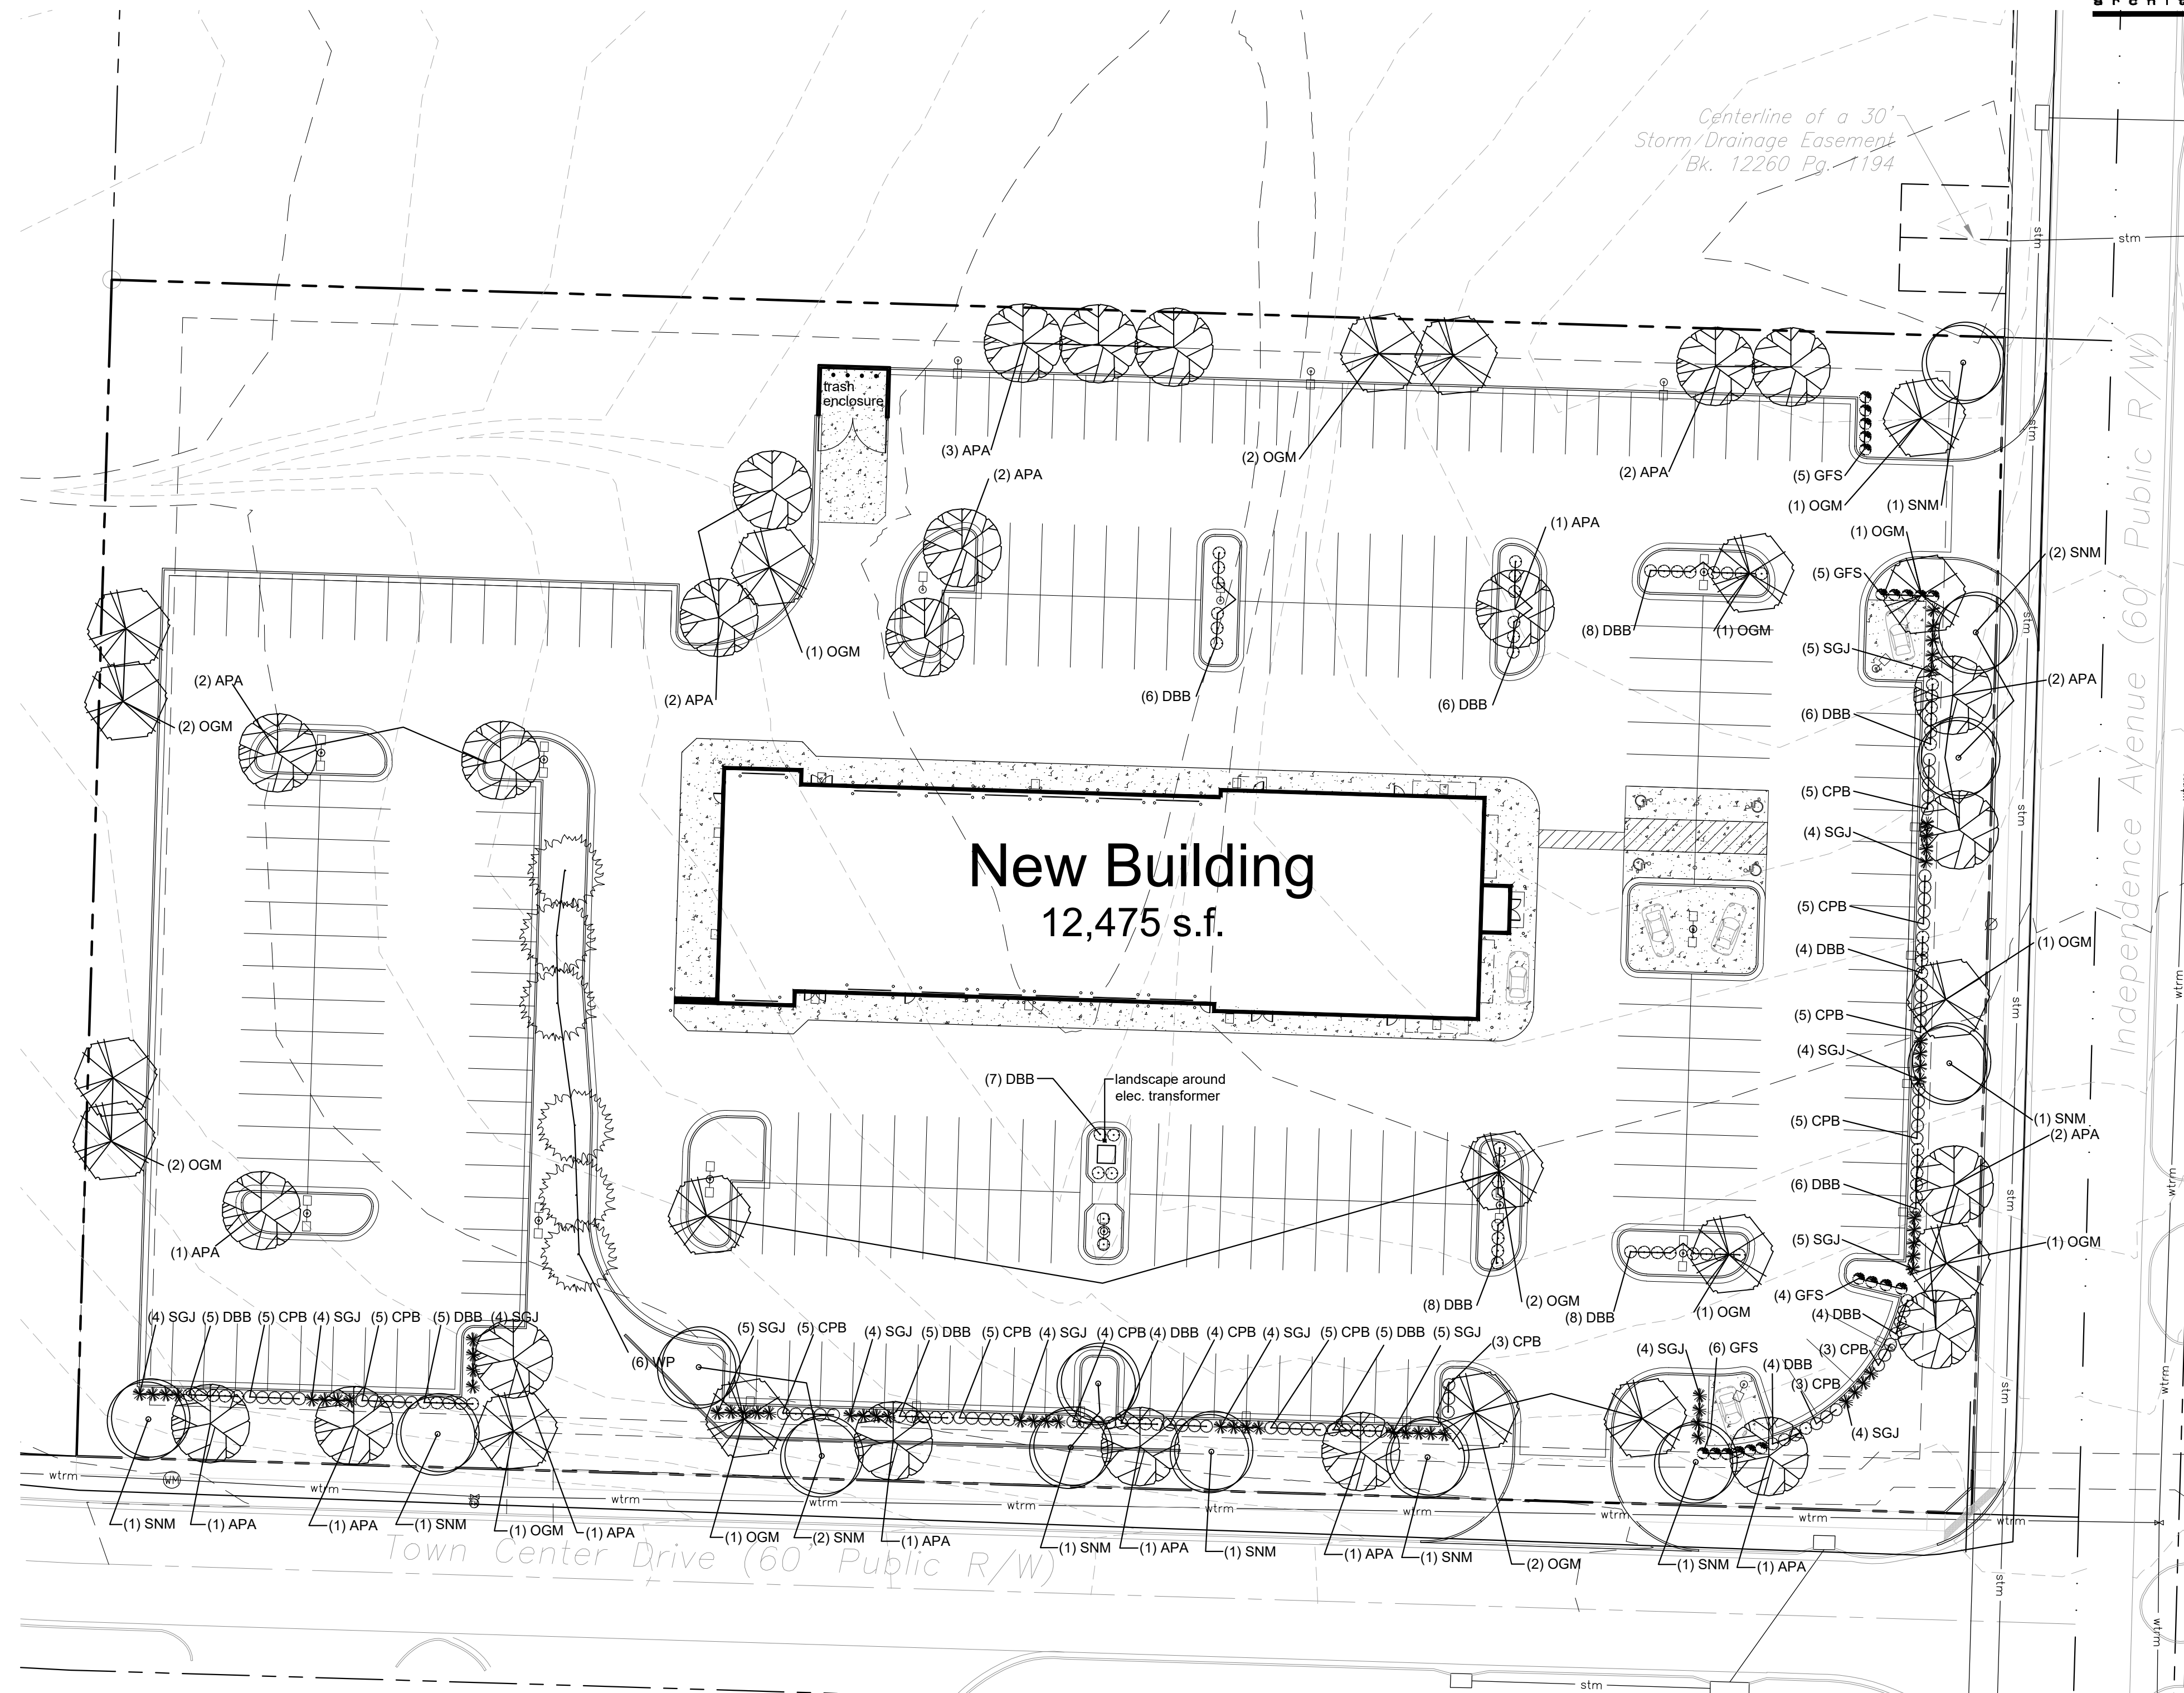 Centerline of a 30'
Storm Drainage Easement
Bk. 12260 Pg. 1194
stm
stm
Independence Avenue (60' Public R/W)
trash
enclosure
(3) APA
(2) APA
(2) OGM
(2) APA
(5) GFS
(1) OGM
(1) SNM
stm
(1) APA
(1) OGM
(2) SNM
(5) GFS
(8) DBB
(1) OGM
stm
(1) OGM
(5) SGJ
(2) APA
(2) APA
(2) APA
(6) DBB
(6) DBB
(6) DBB
(2) OGM
(5) CPB
stm
(4) SGJ
New Building
12,475 s.f.
(5) CPB
(1) OGM
(4) DBB
wtrm
(5) CPB
stm
(4) SGJ
(7) DBB
landscape around
elec. transformer
(5) CPB
(1) SNM
(2) APA
(2) OGM
(6) DBB
wtrm
stm
(1) APA
(5) SGJ
(1) OGM
(4) GFS
(8) DBB
(2) OGM
(8) DBB
(1) OGM
(4) DBB
(4) SGJ
(5) DBB
(5) CPB
(4) SGJ
(5) CPB
(5) DBB
(4) SGJ
(6) WP
(5) SGJ
(5) CPB
(4) SGJ
(5) DBB
(5) CPB
(4) SGJ
(4) CPB
(4) DBB
(4) CPB
(4) SGJ
(5) CPB
(5) DBB
(5) SGJ
(3) CPB
(4) SGJ
(6) GFS
(3) CPB
(4) DBB
(3) CPB
wtrm
stm
(4) SGJ
wtrm
WM
wtrm
wtrm
wtrm
wtrm
wtrm
wtrm
wtrm
wtrm
wtrm
(1) SNM
(1) APA
(1) APA
(1) SNM
(1) OGM
(1) APA
(1) OGM
(2) SNM
(1) APA
(1) SNM
(1) APA
(1) SNM
(1) APA
(1) SNM
(2) OGM
(1) SNM
(1) APA
Town Center Drive (60' Public R/W)
stm
wtrm
stm